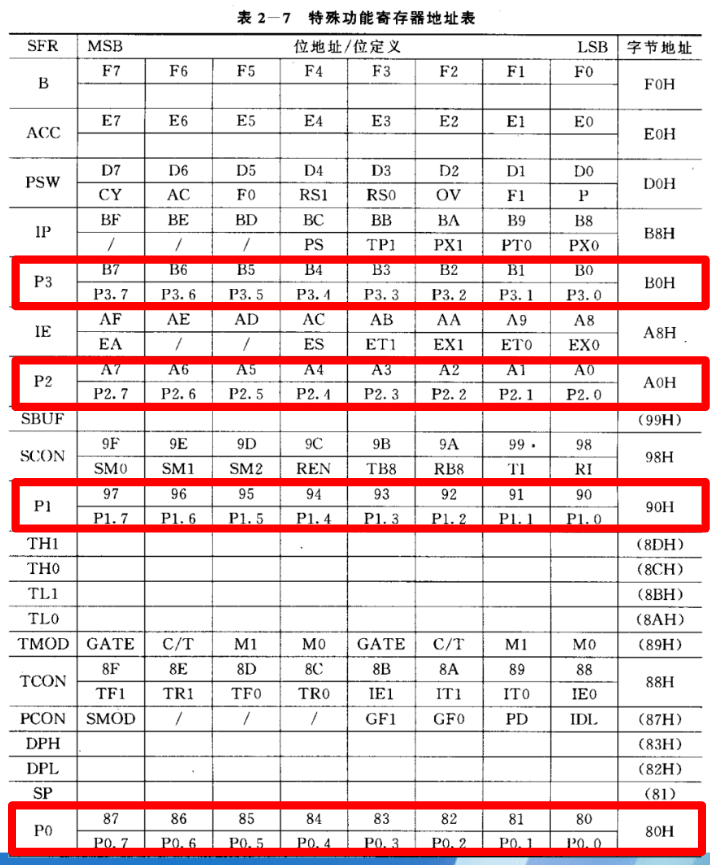 表 2—7 特殊功能寄存器地址表
SFR MSB 位地址/位定义 LSB 字节地址
B F7 F6 F5 F4 F3 F2 F1 F0 F0H
ACC E7 E6 E5 E4 E3 E2 E1 E0 E0H
PSW D7 D6 D5 D4 D3 D2 D1 D0 D0H
CY AC F0 RS1 RS0 OV F1 P
IP BF BE BD BC BB BA B9 B8 B8H
/ / / PS TP1 PX1 PT0 PX0
P3 B7 B6 B5 B4 B3 B2 B1 B0 B0H
P3.7 P3.6 P3.5 P3.4 P3.3 P3.2 P3.1 P3.0
IE AF AE AD AC AB AA A9 A8 A8H
EA / / ES ET1 EX1 ET0 EX0
P2 A7 A6 A5 A4 A3 A2 A1 A0 A0H
P2.7 P2.6 P2.5 P2.4 P2.3 P2.2 P2.1 P2.0
SBUF (99H)
SCON 9F 9E 9D 9C 9B 9A 99 98 98H
SM0 SM1 SM2 REN TB8 RB8 TI RI
P1 97 96 95 94 93 92 91 90 90H
P1.7 P1.6 P1.5 P1.4 P1.3 P1.2 P1.1 P1.0
TH1 (8DH)
TH0 (8CH)
TL1 (8BH)
TL0 (8AH)
TMOD GATE C/T M1 M0 GATE C/T M1 M0 (89H)
TCON 8F 8E 8D 8C 8B 8A 89 88 88H
TF1 TR1 TF0 TR0 IE1 IT1 IT0 IE0
PCON SMOD / / / GF1 GF0 PD IDL (87H)
DPH (83H)
DPL (82H)
SP (81)
P0 87 86 85 84 83 82 81 80 80H
P0.7 P0.6 P0.5 P0.4 P0.3 P0.2 P0.1 P0.0